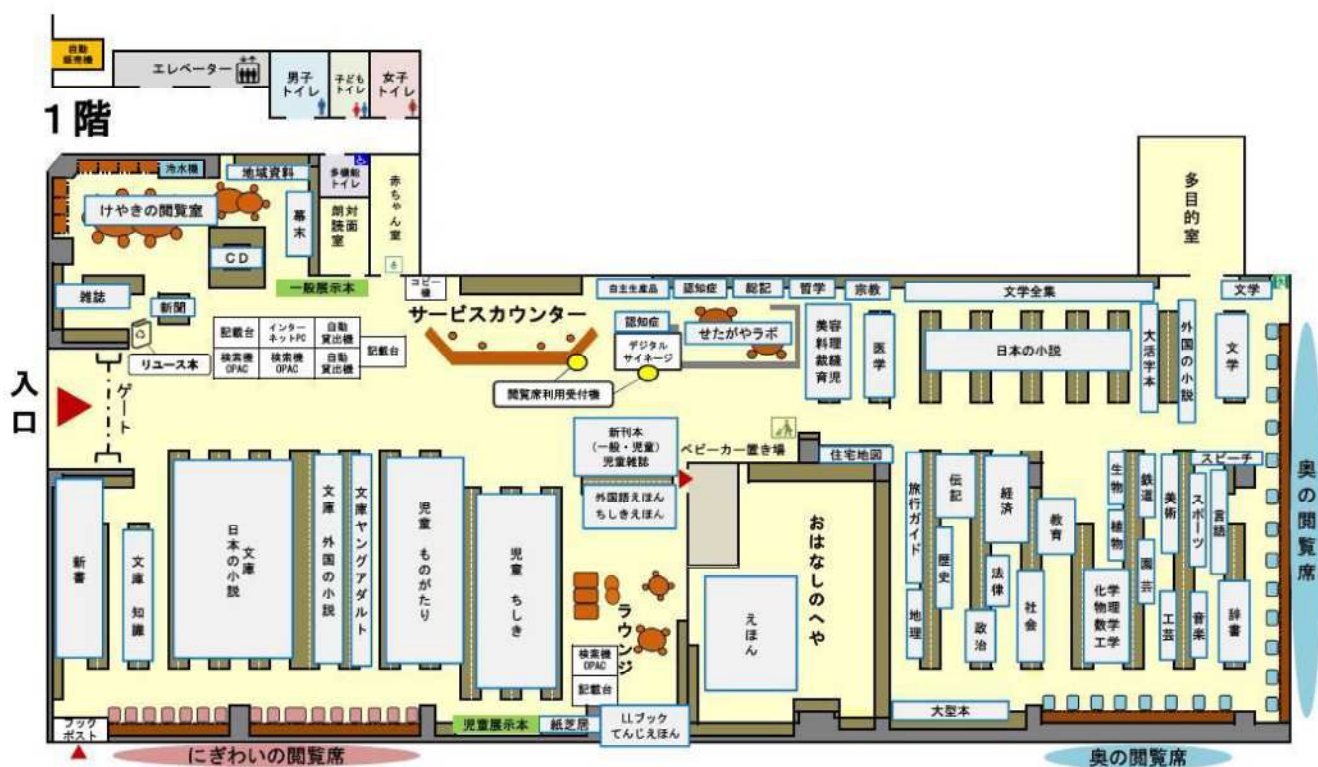 自動
販売機
エレベーター
男子
トイレ
子ども
トイレ
女子
トイレ
1階
冷水機
地域資料
多機能
トイレ
赤ちゃん室
けやきの閲覧室
幕末
対面
朗読室
CD
多目的室
雑誌
新聞
一般展示本
コピー
機
サービスカウンター
自主生産品
認知症
総記
哲学
宗教
文学全集
文学
リユース本
記載台
インター
ネットPC
自動
貸出機
検索機
OPAC
検索機
OPAC
自動
貸出機
記載台
認知症
せたがやラボ
デジタル
サイネージ
美容
料理
裁縫
育児
医学
日本の小説
大活字本
外国の小説
文学
閲覧席利用受付機
入口
ゲート
新刊本
(一般・児童)
児童雑誌
ベビーカー置き場
住宅地図
スピーチ
外国語えほん
ちしきえほん
新書
文庫 知識
文庫
日本の小説
文庫 外国の小説
文庫ヤングアダルト
児童 ものがたり
児童 ちしき
ラウンジ
検索機
OPAC
記載台
えほん
おはなしのへや
旅行ガイド
地理
伝記
歴史
経済
法律
政治
社会
教育
生物
植物
鉄道
園芸
美術
工芸
スポーツ
音楽
言語
辞書
化学
物理
数学
工学
奥の閲覧席
ブック
ポスト
児童展示本
紙芝居
LLブック
てんじえほん
大型本
にぎわいの閲覧席
奥の閲覧席